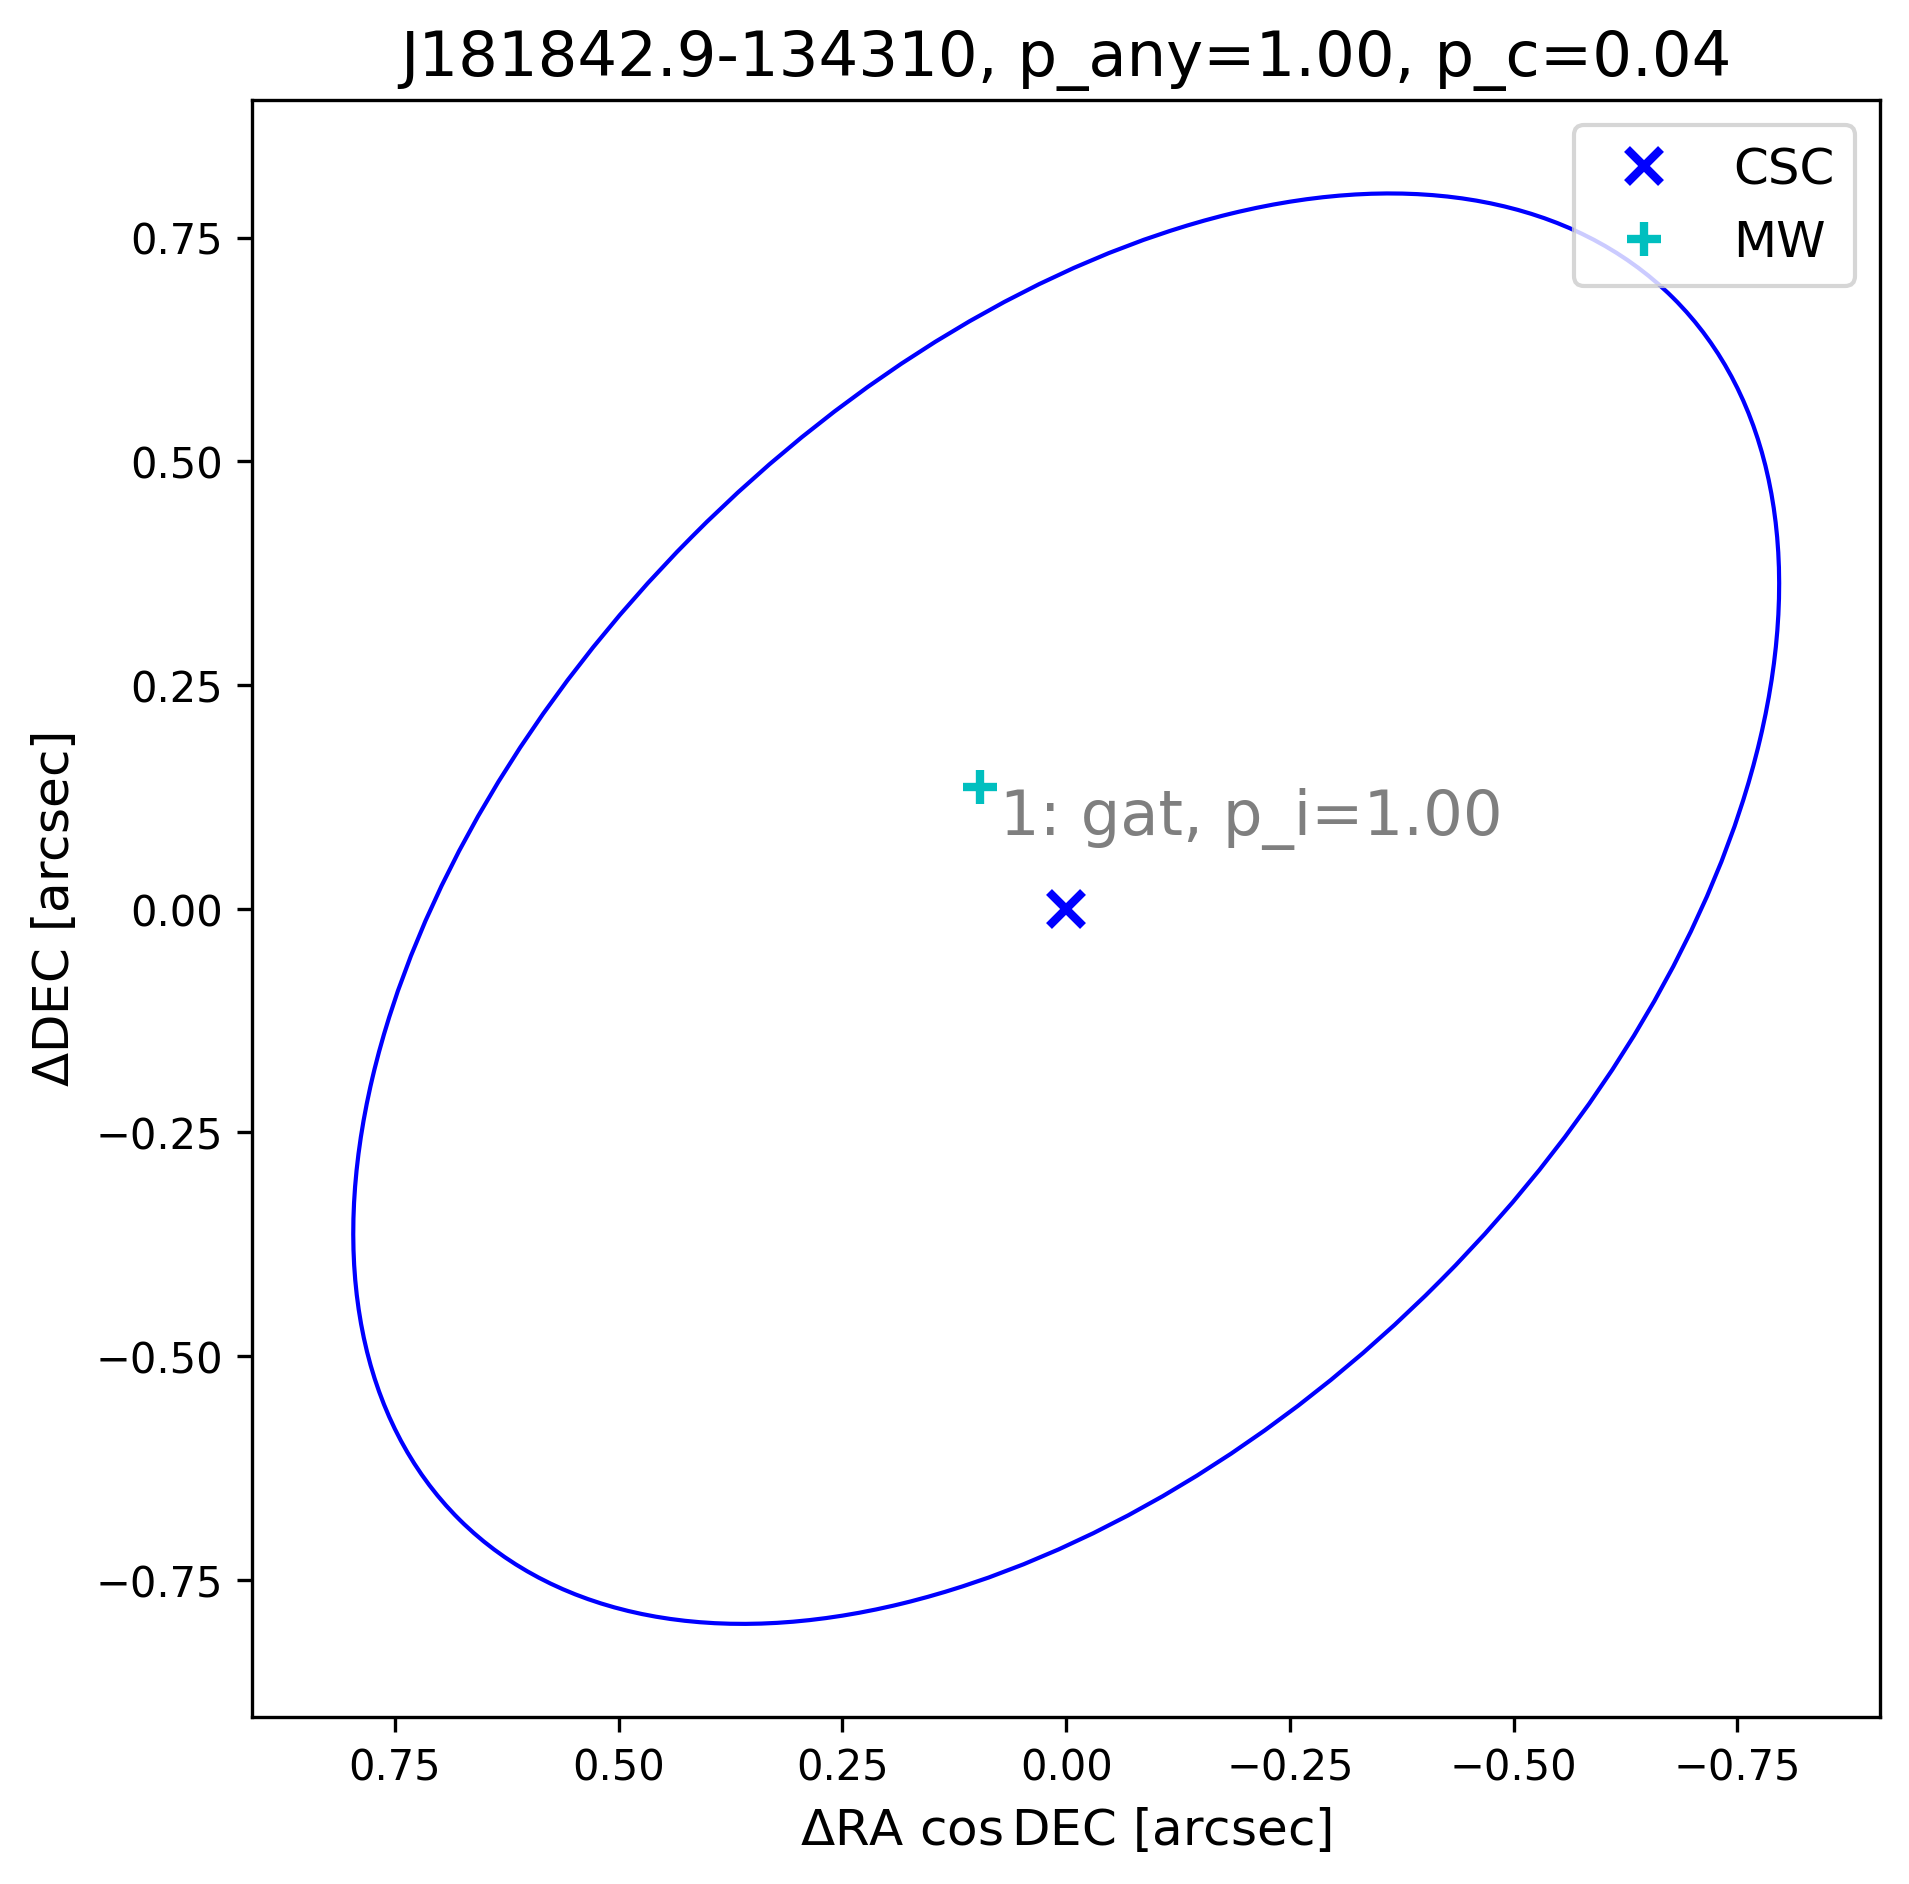 J181842.9-134310, p_any=1.00, p_c=0.04
CSC
MW
0.75
0.50
0.25
0.00
−0.25
−0.50
−0.75
ΔDEC [arcsec]
1: gat, p_i=1.00
0.75 0.50 0.25 0.00 −0.25 −0.50 −0.75
ΔRA cos DEC [arcsec]